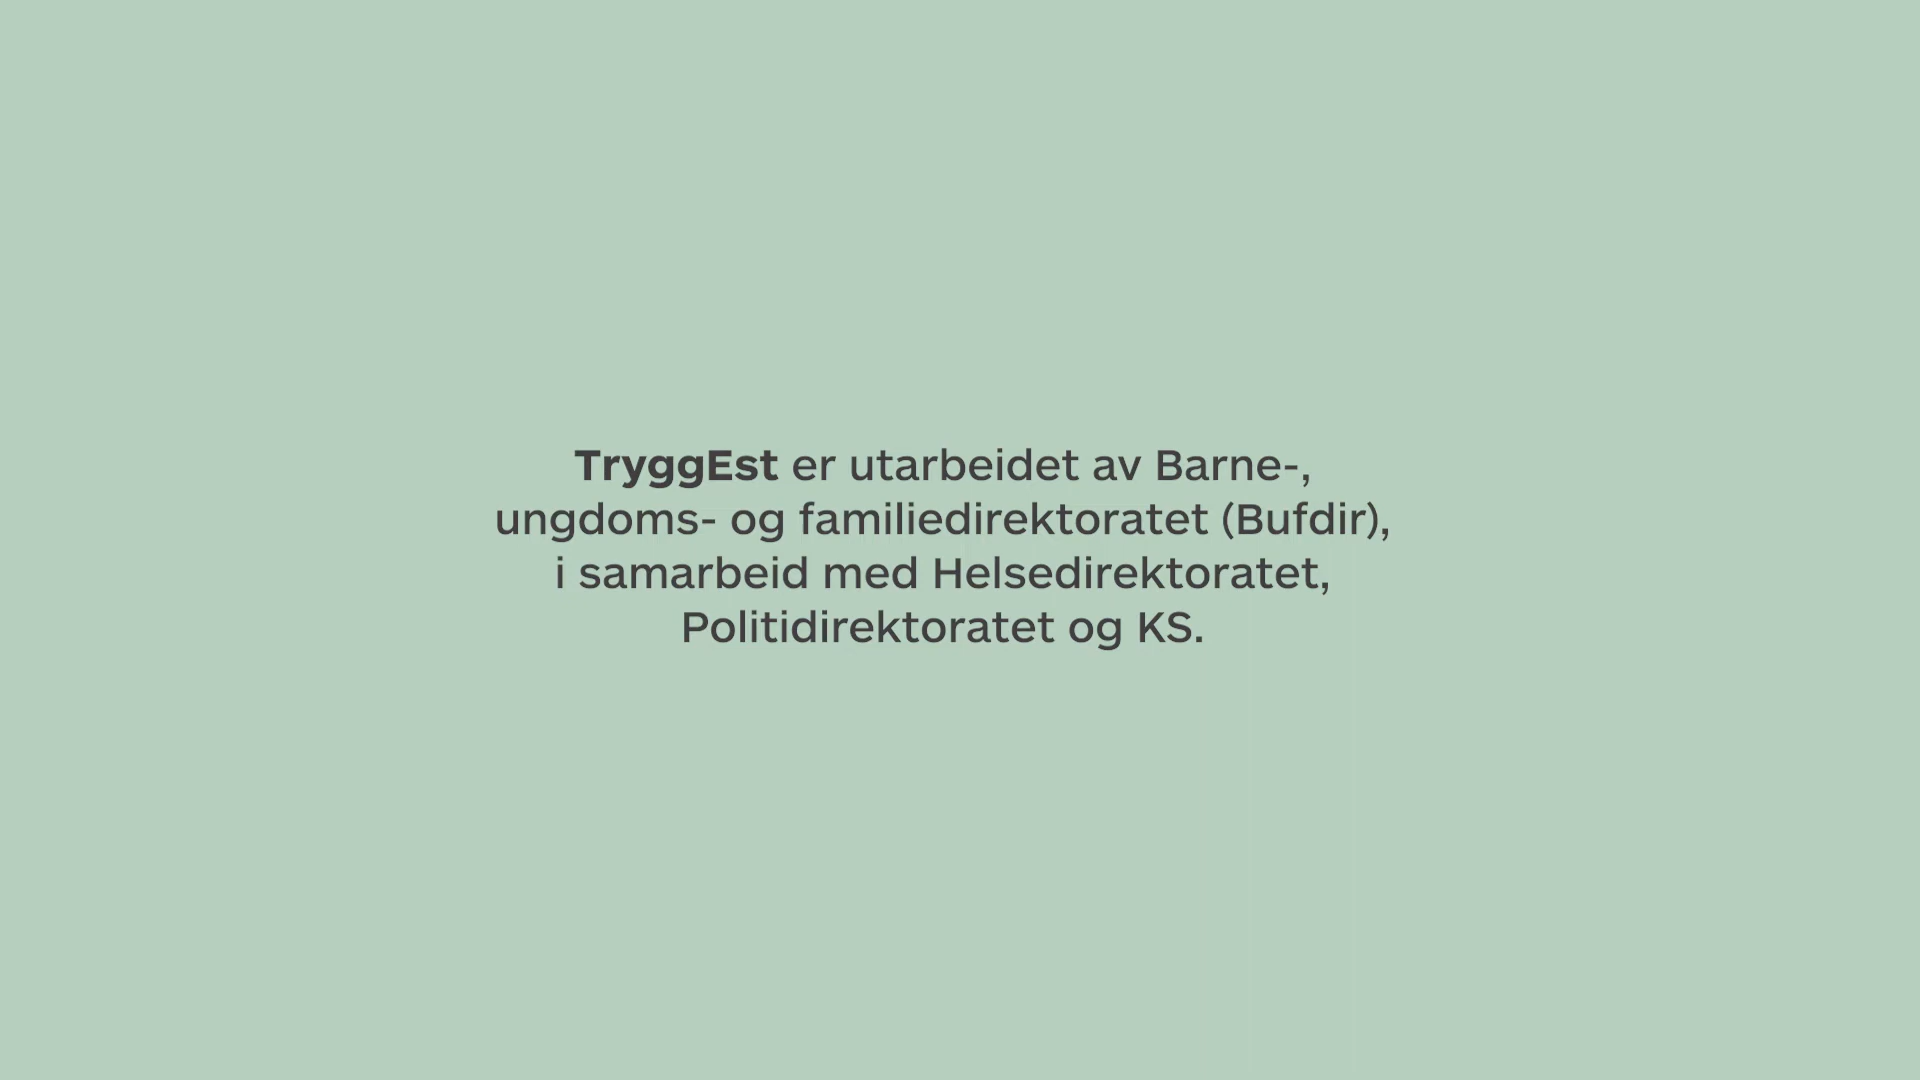 TryggEst er utarbeidet av Barne-,
ungdoms- og familiedirektoratet (Bufdir),
i samarbeid med Helsedirektoratet,
Politidirektoratet og KS.